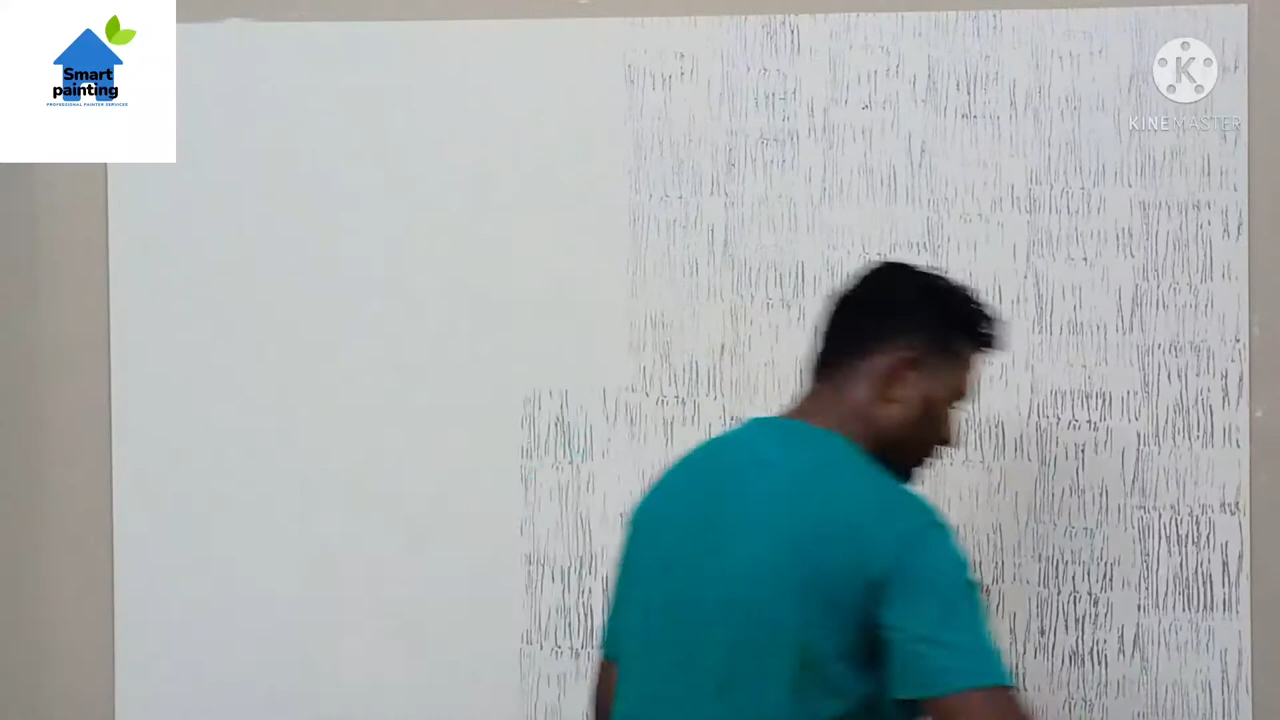 Smart
painting
PROFESSIONAL PAINTER SERVICES
K
KINEMASTER